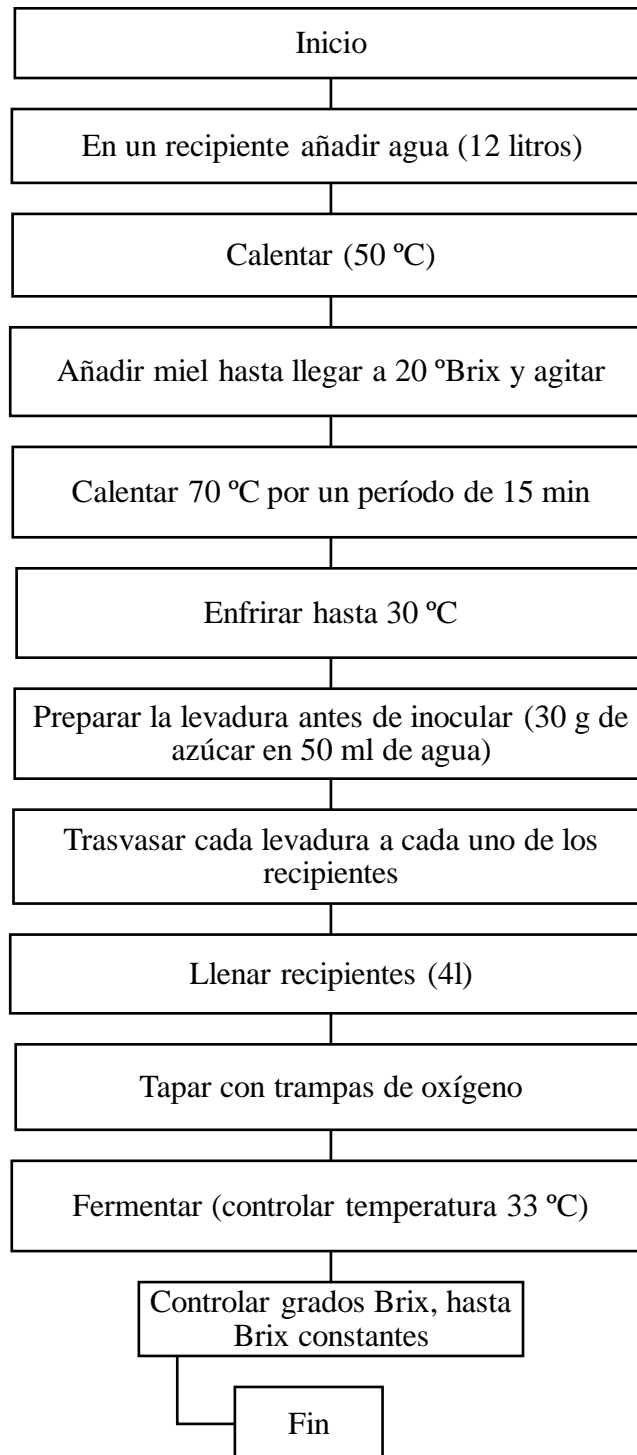 Inicio
En un recipiente añadir agua (12 litros)
Calentar (50 ºC)
Añadir miel hasta llegar a 20 ºBrix y agitar
Calentar 70 ºC por un período de 15 min
Enfrirar hasta 30 ºC
Preparar la levadura antes de inocular (30 g de
azúcar en 50 ml de agua)
Trasvasar cada levadura a cada uno de los
recipientes
Llenar recipientes (4l)
Tapar con trampas de oxígeno
Fermentar (controlar temperatura 33 ºC)
Controlar grados Brix, hasta
Brix constantes
Fin